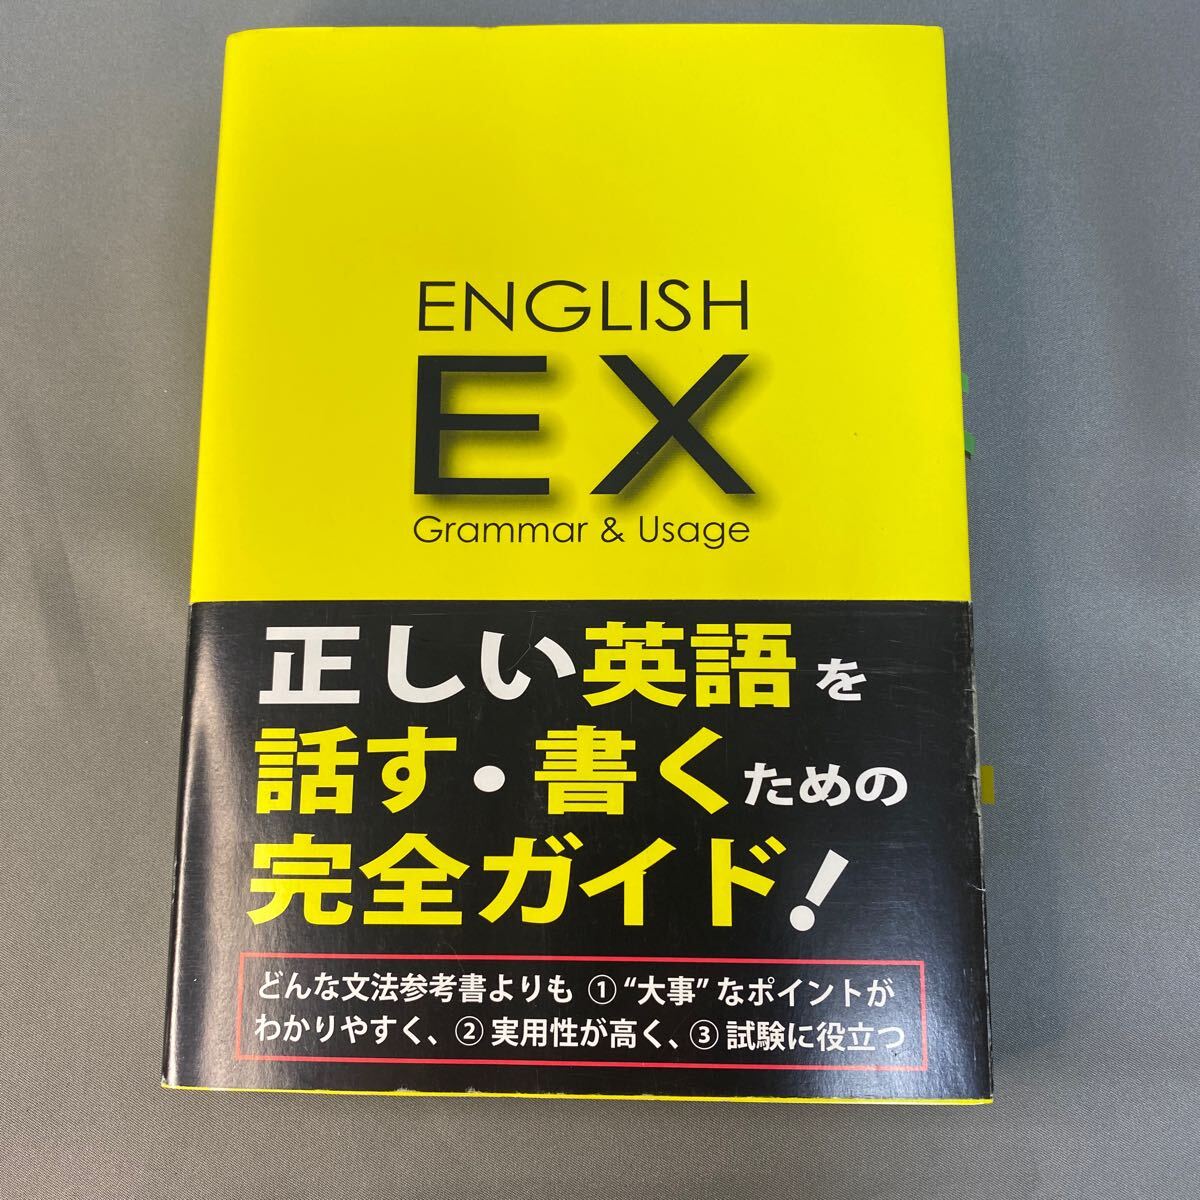 ENGLISH
EX
Grammar & Usage
正しい英語を
話す・書くための
完全ガイド!
どんな文法参考書よりも ①“大事”なポイントが
わかりやすく、②実用性が高く、③試験に役立つ